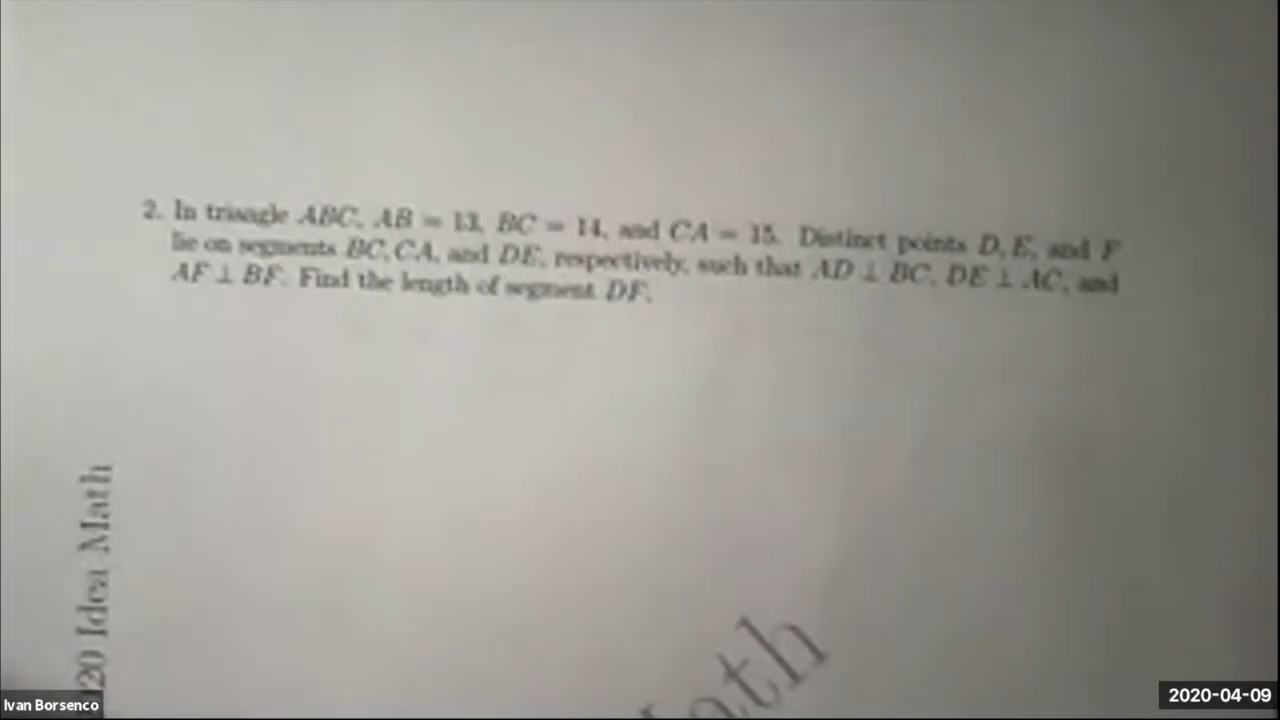 2. In triangle ABC, AB = 13, BC = 14, and CA = 15. Distinct points D, E, and F
lie on segments BC, CA, and DE, respectively, such that AD ⊥ BC, DE ⊥ AC, and
AF ⊥ BF. Find the length of segment DF.
20 Idea Math
ath
Ivan Borsenco
2020-04-09